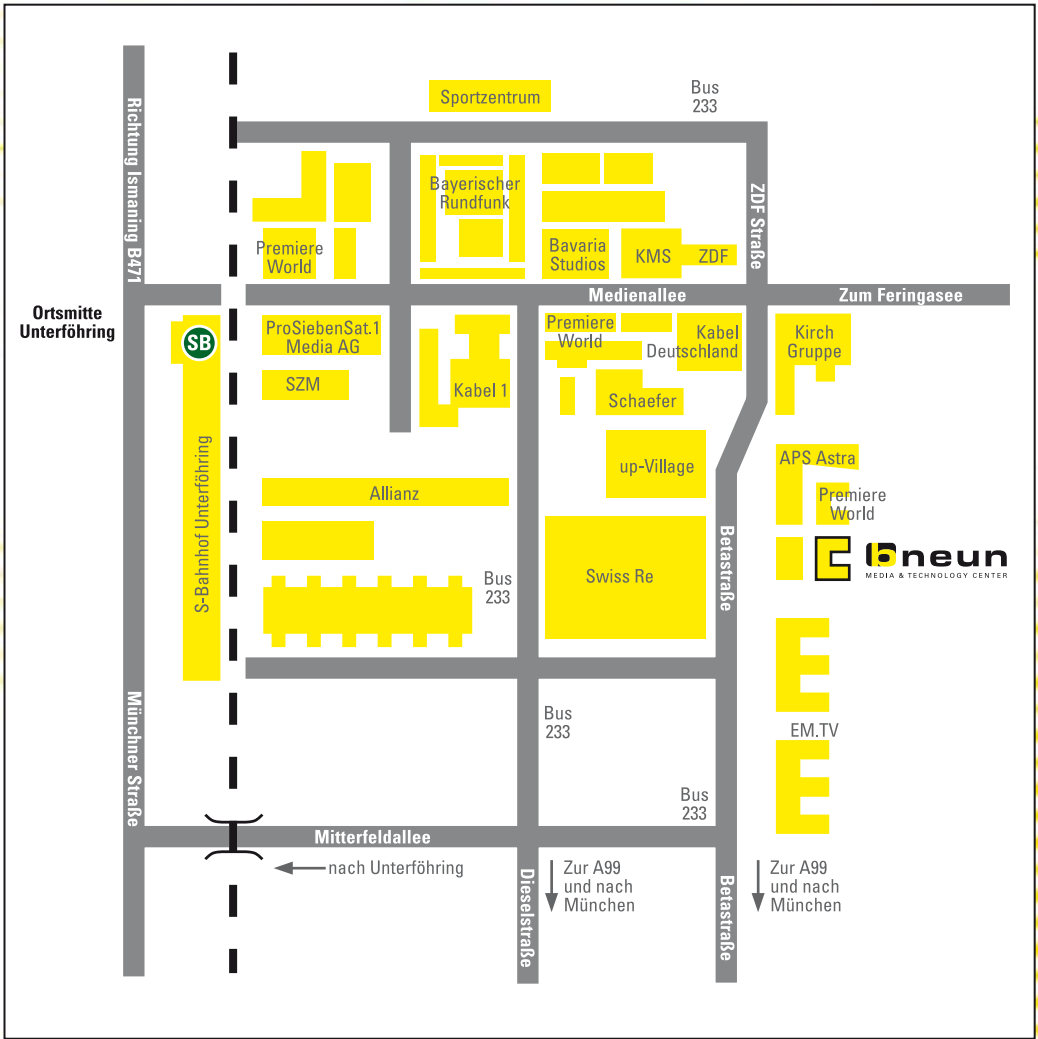 Sportzentrum
Bus
233
Richtung Ismaning B471
Bayerischer
Rundfunk
ZDF Straße
Premiere
World
Bavaria
Studios
KMS
ZDF
Medienallee
Zum Feringasee
Ortsmitte
Unterföhring
SB
ProSiebenSat.1
Media AG
SZM
Kabel 1
Premiere
World
Kabel
Deutschland
Schaefer
Kirch
Gruppe
up-Village
APS Astra
Premiere
World
S-Bahnhof Unterföhring
Allianz
Bus
233
Swiss Re
Betastraße
bneun
MEDIA & TECHNOLOGY CENTER
Münchner Straße
Bus
233
EM.TV
Bus
233
Mitterfeldallee
nach Unterföhring
Dieselstraße
Zur A99
und nach
München
Betastraße
Zur A99
und nach
München